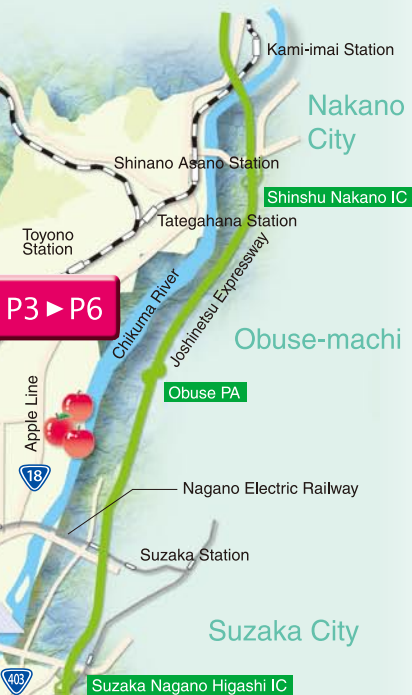 Kami-imai Station
Nakano
City
Shinano Asano Station
Shinshu Nakano IC
Tategahana Station
Toyono
Station
P3 ► P6
Chikuma River
Joshinetsu Expressway
Obuse-machi
Obuse PA
Apple Line
18
Nagano Electric Railway
Suzaka Station
Suzaka City
403
Suzaka Nagano Higashi IC